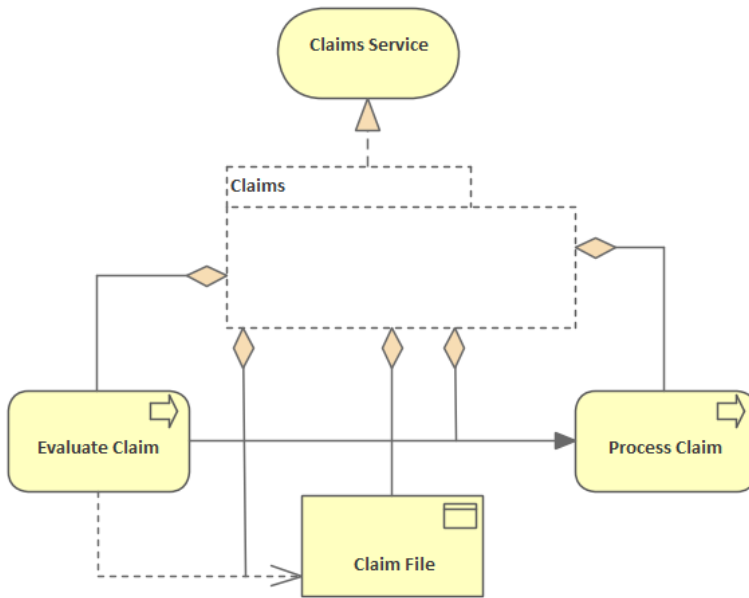 Claims Service
Claims
Evaluate Claim
Process Claim
Claim File